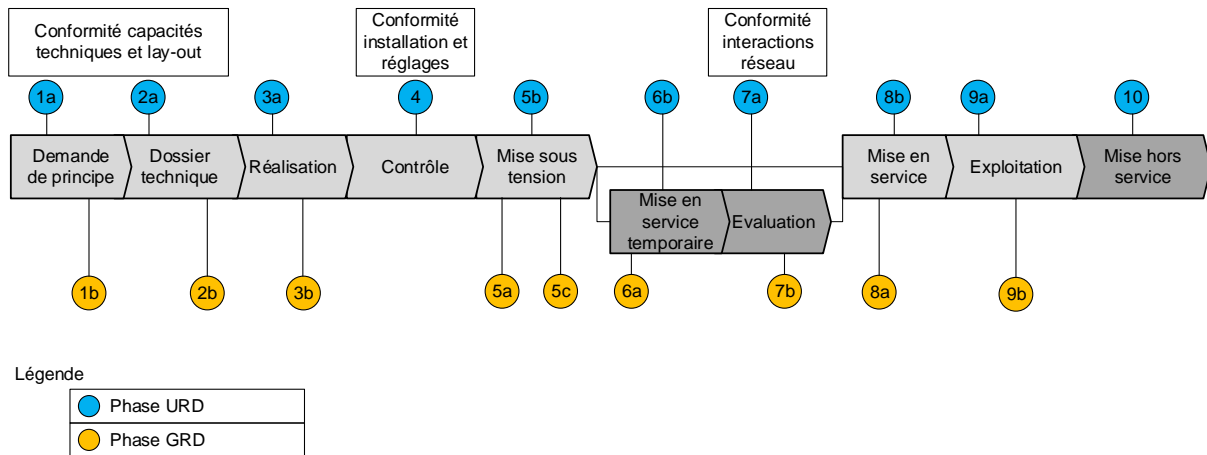 Conformité capacités
techniques et lay-out
Conformité
installation et
réglages
Conformité
interactions
réseau
1a
2a
3a
4
5b
6b
7a
8b
9a
10
Demande
de principe
Dossier
technique
Réalisation
Contrôle
Mise sous
tension
Mise en
service
temporaire
Evaluation
Mise en
service
Exploitation
Mise hors
service
1b
2b
3b
5a
5c
6a
7b
8a
9b
Légende
Phase URD
Phase GRD